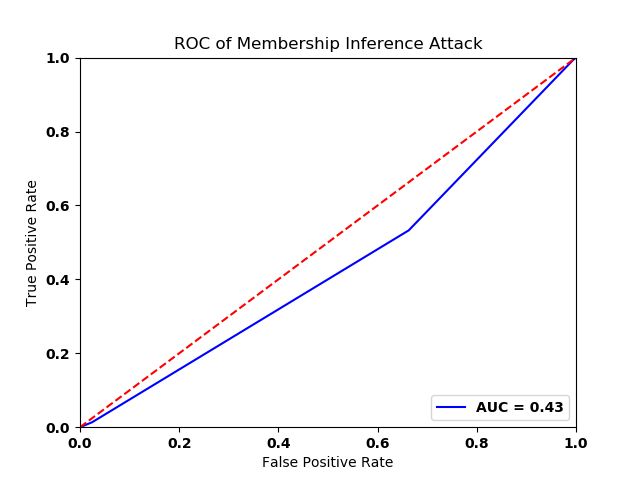 ROC of Membership Inference Attack
1.0
0.8
0.6
0.4
0.2
0.0
True Positive Rate
AUC = 0.43
0.0 0.2 0.4 0.6 0.8 1.0
False Positive Rate